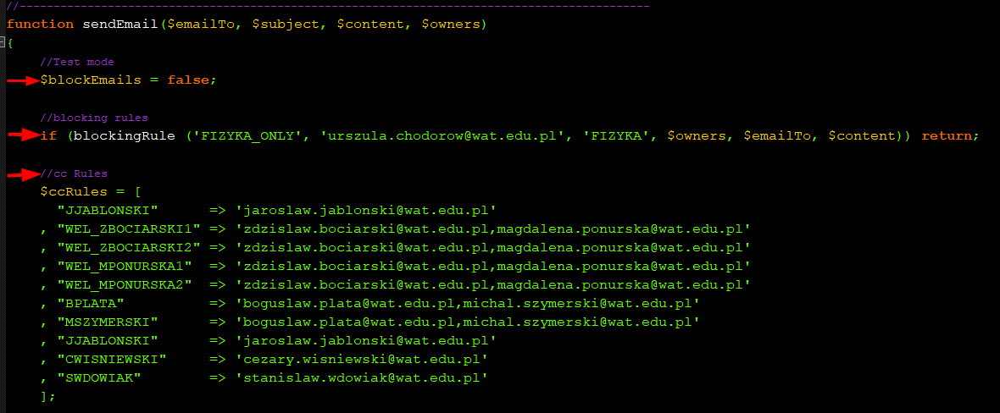 //--------------------------------------------------------------------------------------------
function sendEmail($emailTo, $subject, $content, $owners)
{
    //Test mode
    $blockEmails = false;

    //blocking rules
    if (blockingRule ('FIZYKA_ONLY', 'urszula.chodorow@wat.edu.pl', 'FIZYKA', $owners, $emailTo, $content)) return;

    //cc Rules
    $ccRules = [
      "JJABLONSKI"      => 'jaroslaw.jablonski@wat.edu.pl'
    , "WEL_ZBOCIARSKI1" => 'zdzislaw.bociarski@wat.edu.pl,magdalena.ponurska@wat.edu.pl'
    , "WEL_ZBOCIARSKI2" => 'zdzislaw.bociarski@wat.edu.pl,magdalena.ponurska@wat.edu.pl'
    , "WEL_MPONURSKA1"  => 'zdzislaw.bociarski@wat.edu.pl,magdalena.ponurska@wat.edu.pl'
    , "WEL_MPONURSKA2"  => 'zdzislaw.bociarski@wat.edu.pl,magdalena.ponurska@wat.edu.pl'
    , "BPLATA"          => 'boguslaw.plata@wat.edu.pl,michal.szymerski@wat.edu.pl'
    , "MSZYMERSKI"      => 'boguslaw.plata@wat.edu.pl,michal.szymerski@wat.edu.pl'
    , "JJABLONSKI"      => 'jaroslaw.jablonski@wat.edu.pl'
    , "CWISNIEWSKI"     => 'cezary.wisniewski@wat.edu.pl'
    , "SWDOWIAK"        => 'stanislaw.wdowiak@wat.edu.pl'
    ];